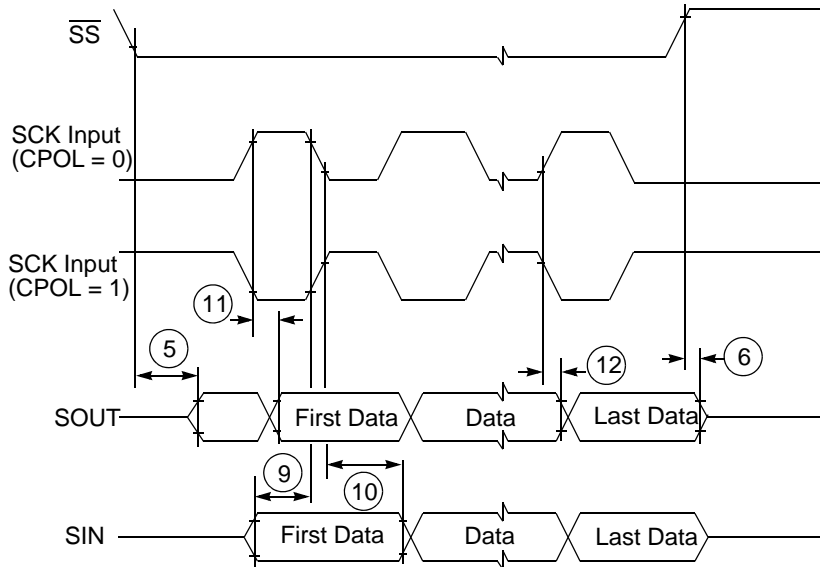 SS
SCK Input
(CPOL = 0)
SCK Input
(CPOL = 1)
11
5
12
6
SOUT
First Data
Data
Last Data
9
10
SIN
First Data
Data
Last Data